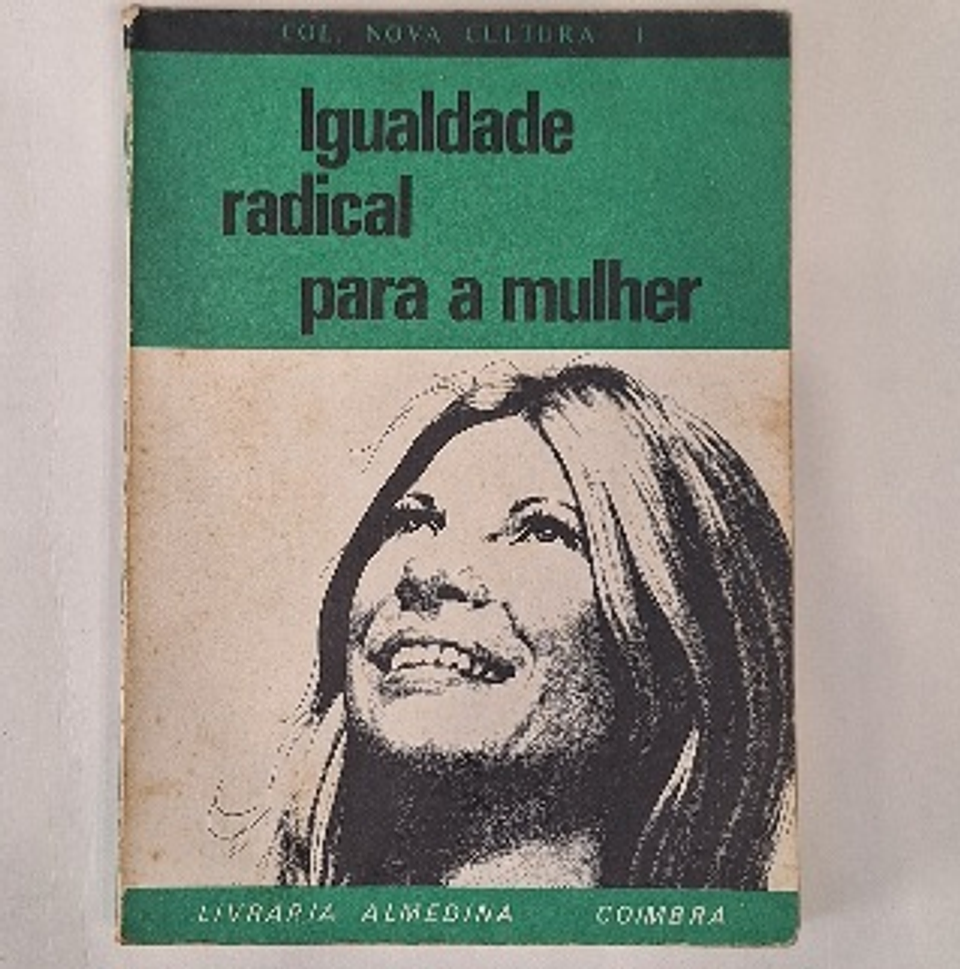 COL. NOVA CULTURA 1
Igualdade
radical
para a mulher
LIVRARIA ALMEDINA COIMBRA